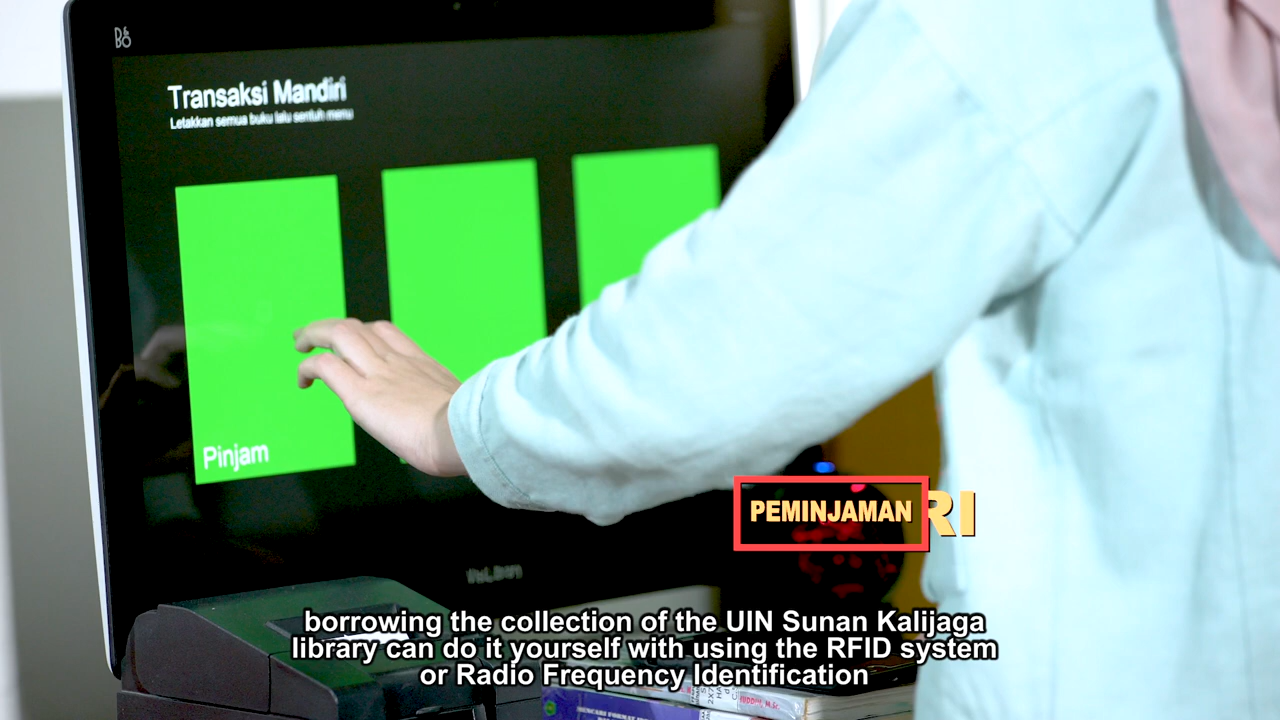 Transaksi Mandiri
Letakkan semua buku lalu sentuh menu
Pinjam
PEMINJAMAN
RI
borrowing the collection of the UIN Sunan Kalijaga
library can do it yourself with using the RFID system
or Radio Frequency Identification